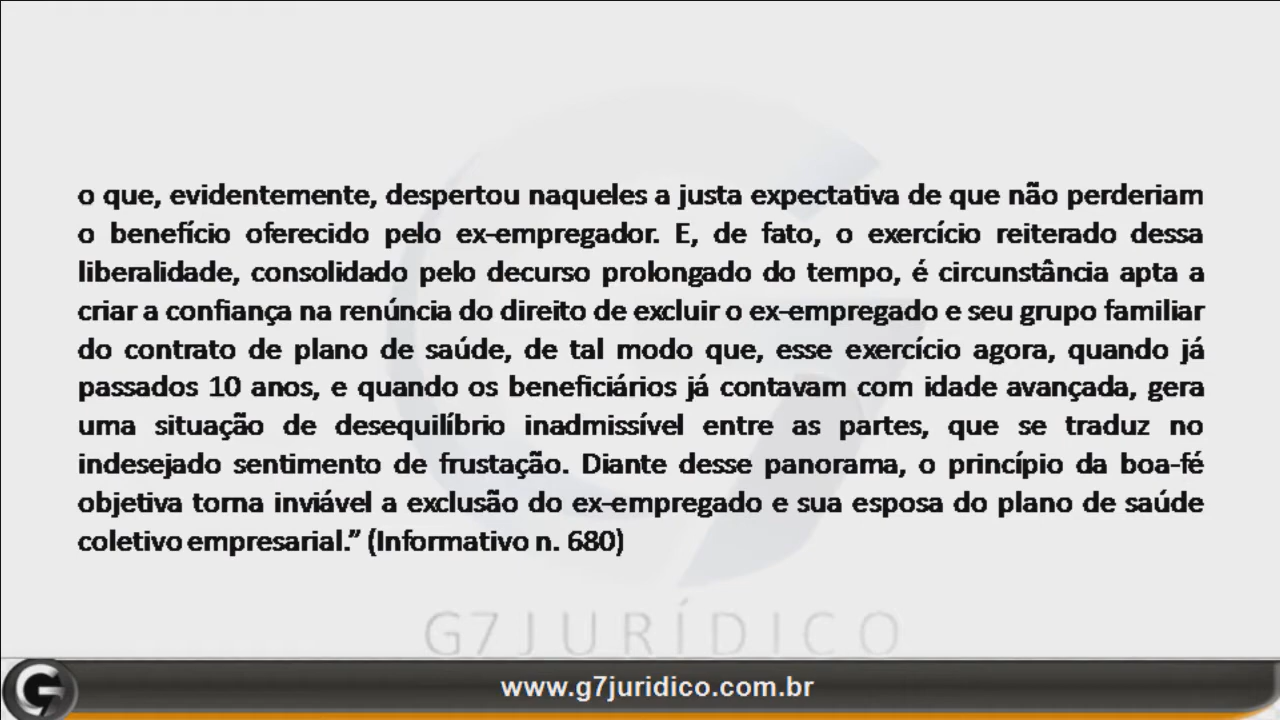 o que, evidentemente, despertou naqueles a justa expectativa de que não perderiam
o benefício oferecido pelo ex-empregador. E, de fato, o exercício reiterado dessa
liberalidade, consolidado pelo decurso prolongado do tempo, é circunstância apta a
criar a confiança na renúncia do direito de excluir o ex-empregado e seu grupo familiar
do contrato de plano de saúde, de tal modo que, esse exercício agora, quando já
passados 10 anos, e quando os beneficiários já contavam com idade avançada, gera
uma situação de desequilíbrio inadmissível entre as partes, que se traduz no
indesejado sentimento de frustação. Diante desse panorama, o princípio da boa-fé
objetiva torna inviável a exclusão do ex-empregado e sua esposa do plano de saúde
coletivo empresarial.” (Informativo n. 680)
G7JURÍDICO
www.g7juridico.com.br